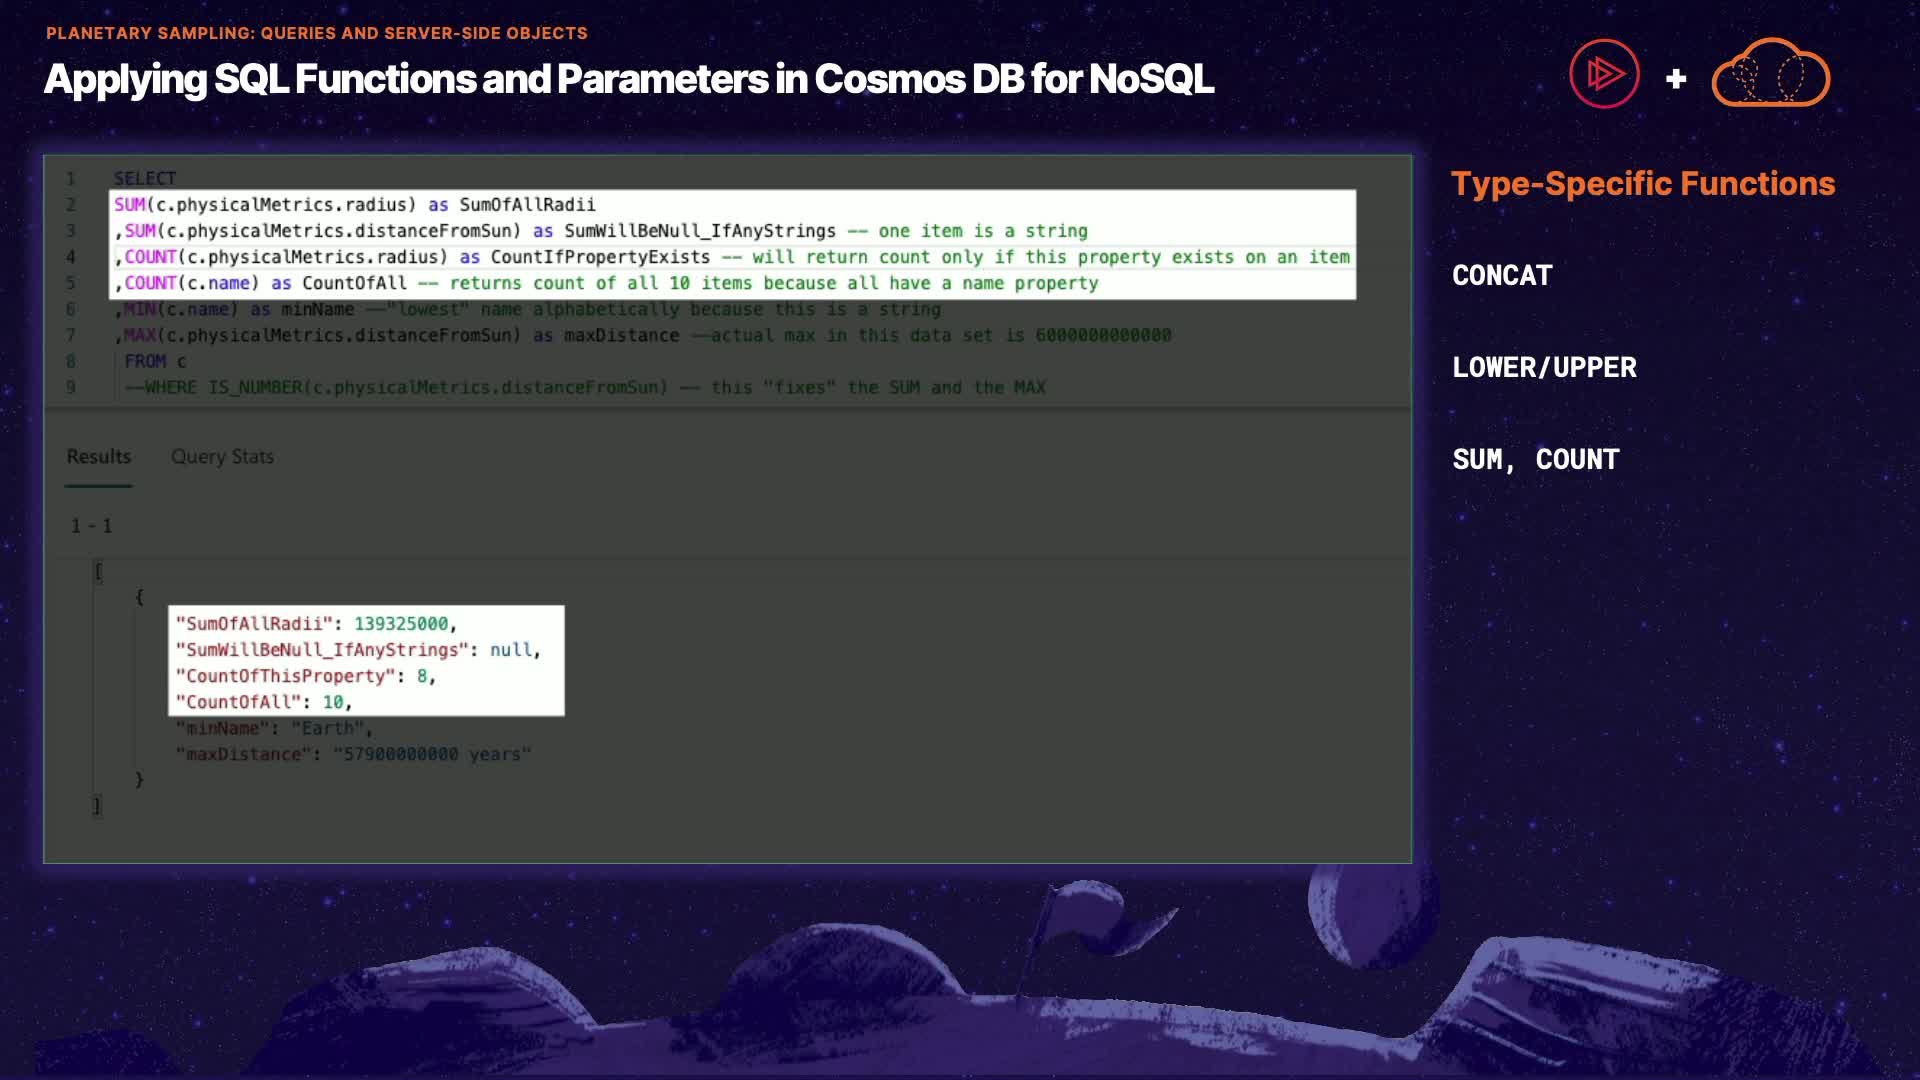 PLANETARY SAMPLING: QUERIES AND SERVER-SIDE OBJECTS
Applying SQL Functions and Parameters in Cosmos DB for NoSQL
+
1 SELECT
2 SUM(c.physicalMetrics.radius) as SumOfAllRadii
3 ,SUM(c.physicalMetrics.distanceFromSun) as SumWillBeNull_IfAnyStrings -- one item is a string
4 ,COUNT(c.physicalMetrics.radius) as CountIfPropertyExists -- will return count only if this property exists on an item
5 ,COUNT(c.name) as CountOfAll -- returns count of all 10 items because all have a name property
6 ,MIN(c.name) as minName --"lowest" name alphabetically because this is a string
7 ,MAX(c.physicalMetrics.distanceFromSun) as maxDistance --actual max in this data set is 6000000000000
8 FROM c
9 --WHERE IS_NUMBER(c.physicalMetrics.distanceFromSun) -- this "fixes" the SUM and the MAX
Results Query Stats
1 - 1
[
{
"SumOfAllRadii": 139325000,
"SumWillBeNull_IfAnyStrings": null,
"CountOfThisProperty": 8,
"CountOfAll": 10,
"minName": "Earth",
"maxDistance": "57900000000 years"
}
]
Type-Specific Functions
CONCAT
LOWER/UPPER
SUM, COUNT